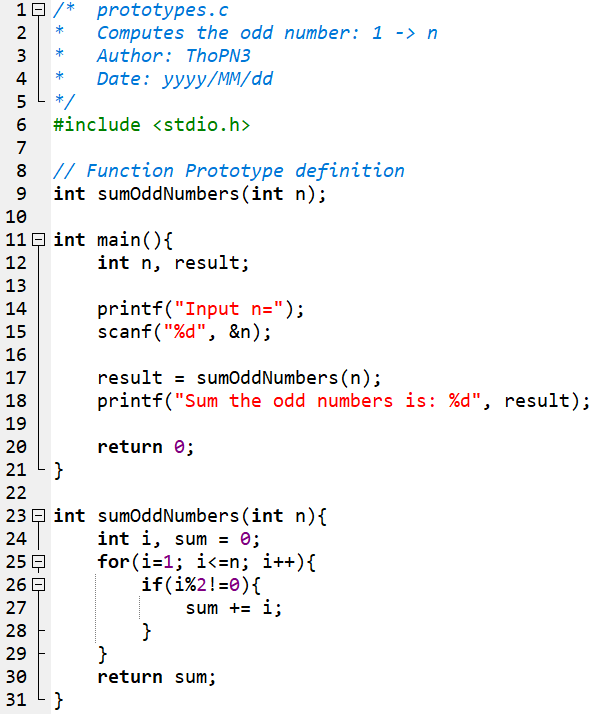 1 /*  prototypes.c
2 *   Computes the odd number: 1 -> n
3 *   Author: ThoPN3
4 *   Date: yyyy/MM/dd
5 */
6 #include <stdio.h>
7
8 // Function Prototype definition
9 int sumOddNumbers(int n);
10
11 int main(){
12     int n, result;
13
14     printf("Input n=");
15     scanf("%d", &n);
16
17     result = sumOddNumbers(n);
18     printf("Sum the odd numbers is: %d", result);
19
20     return 0;
21 }
22
23 int sumOddNumbers(int n){
24     int i, sum = 0;
25     for(i=1; i<=n; i++){
26         if(i%2!=0){
27             sum += i;
28         }
29     }
30     return sum;
31 }